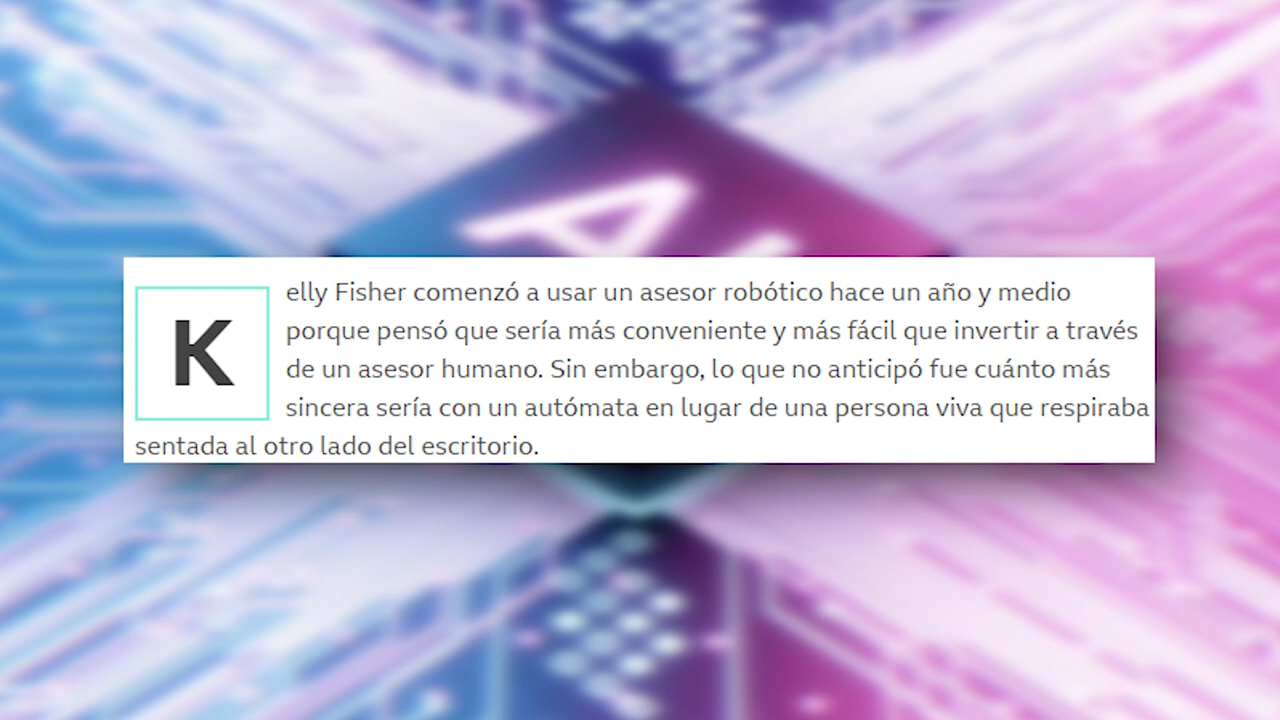 AI
Kelly Fisher comenzó a usar un asesor robótico hace un año y medio
porque pensó que sería más conveniente y más fácil que invertir a través
de un asesor humano. Sin embargo, lo que no anticipó fue cuánto más
sincera sería con un autómata en lugar de una persona viva que respiraba
sentada al otro lado del escritorio.